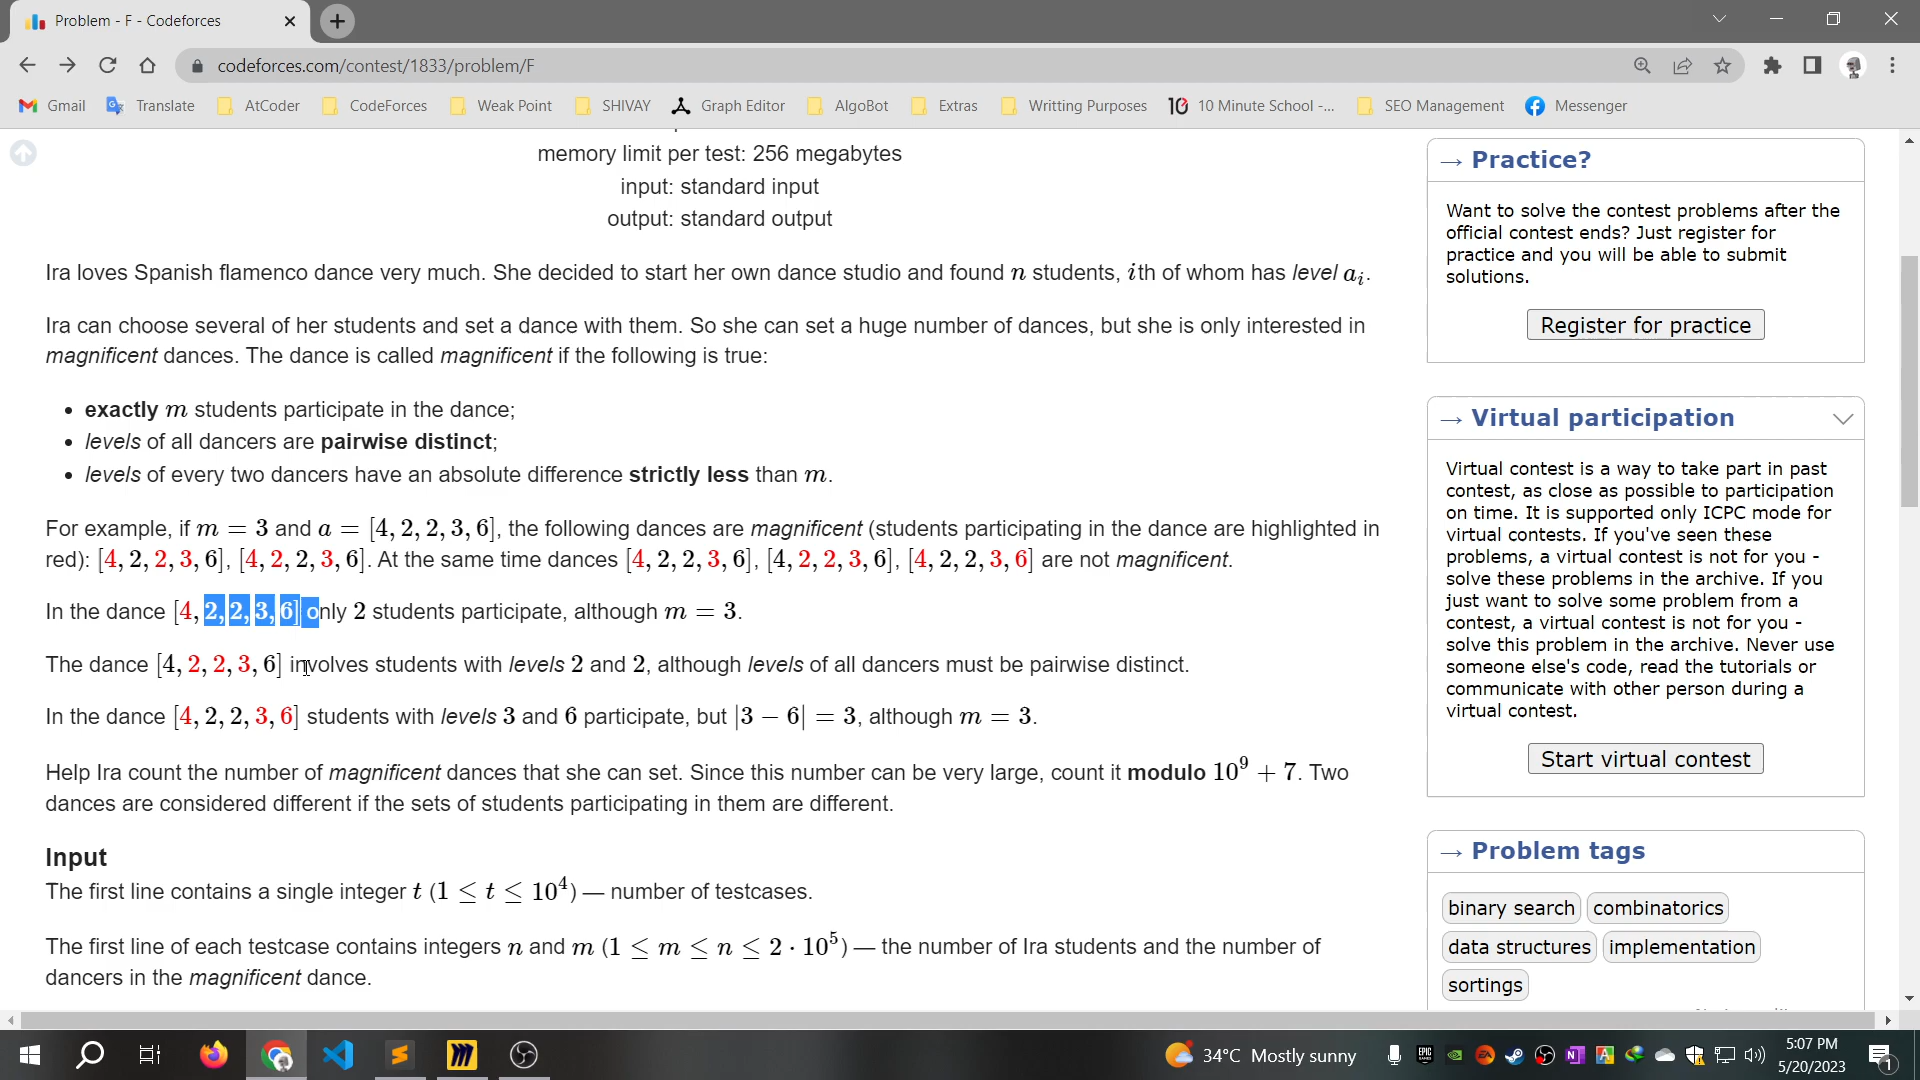 Problem - F - Codeforces
codeforces.com/contest/1833/problem/F
Gmail Translate AtCoder CodeForces Weak Point SHIVAY Graph Editor AlgoBot Extras Writting Purposes 10 Minute School -... SEO Management Messenger
memory limit per test: 256 megabytes
input: standard input
output: standard output
Ira loves Spanish flamenco dance very much. She decided to start her own dance studio and found n students, ith of whom has level a_i.
Ira can choose several of her students and set a dance with them. So she can set a huge number of dances, but she is only interested in
magnificent dances. The dance is called magnificent if the following is true:
• exactly m students participate in the dance;
• levels of all dancers are pairwise distinct;
• levels of every two dancers have an absolute difference strictly less than m.
For example, if m = 3 and a = [4, 2, 2, 3, 6], the following dances are magnificent (students participating in the dance are highlighted in
red): [4, 2, 2, 3, 6], [4, 2, 2, 3, 6]. At the same time dances [4, 2, 2, 3, 6], [4, 2, 2, 3, 6], [4, 2, 2, 3, 6] are not magnificent.
In the dance [4, 2, 2, 3, 6] only 2 students participate, although m = 3.
The dance [4, 2, 2, 3, 6] involves students with levels 2 and 2, although levels of all dancers must be pairwise distinct.
In the dance [4, 2, 2, 3, 6] students with levels 3 and 6 participate, but |3 − 6| = 3, although m = 3.
Help Ira count the number of magnificent dances that she can set. Since this number can be very large, count it modulo 10^9 + 7. Two
dances are considered different if the sets of students participating in them are different.
Input
The first line contains a single integer t (1 ≤ t ≤ 10^4) — number of testcases.
The first line of each testcase contains integers n and m (1 ≤ m ≤ n ≤ 2 · 10^5) — the number of Ira students and the number of
dancers in the magnificent dance.
→ Practice?
Want to solve the contest problems after the
official contest ends? Just register for
practice and you will be able to submit
solutions.
Register for practice
→ Virtual participation
Virtual contest is a way to take part in past
contest, as close as possible to participation
on time. It is supported only ICPC mode for
virtual contests. If you've seen these
problems, a virtual contest is not for you -
solve these problems in the archive. If you
just want to solve some problem from a
contest, a virtual contest is not for you -
solve this problem in the archive. Never use
someone else's code, read the tutorials or
communicate with other person during a
virtual contest.
Start virtual contest
→ Problem tags
binary search combinatorics
data structures implementation
sortings
34°C Mostly sunny
5:07 PM
5/20/2023
1